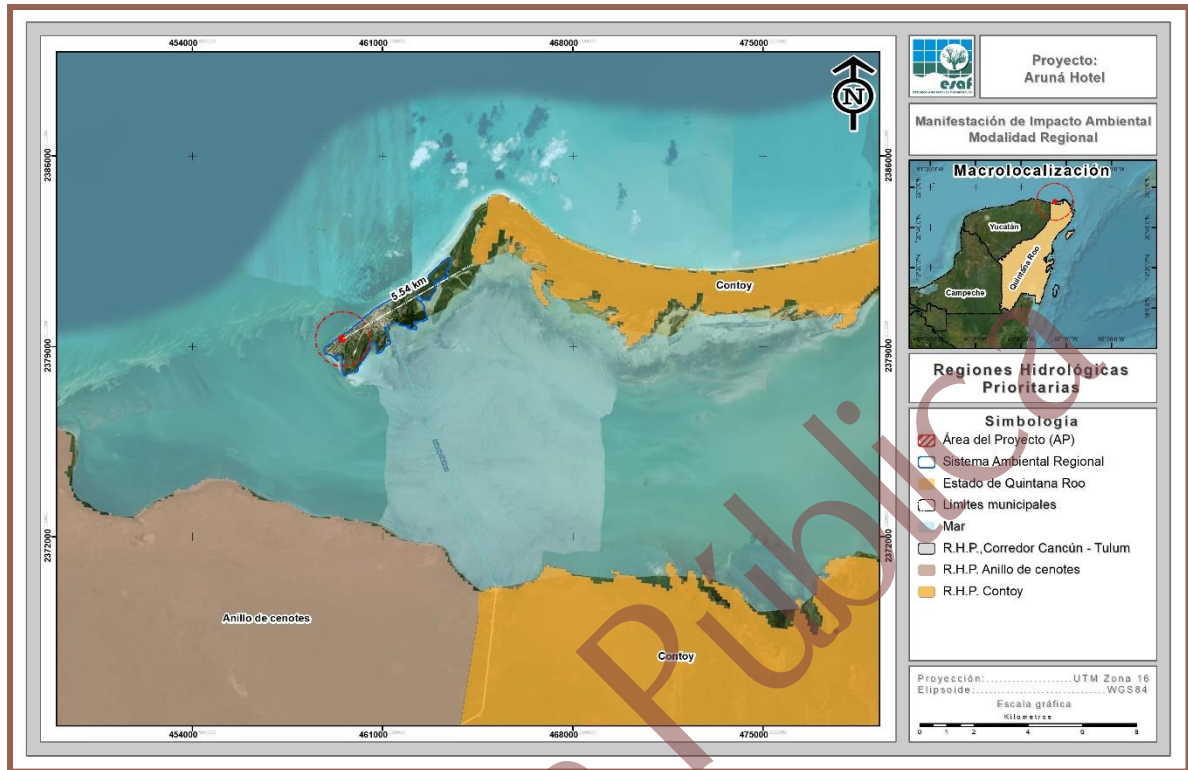 454000
461000
468000
475000
2386000
2379000
2372000
2386000
2379000
2372000
454000
461000
468000
475000
N
5.54 km
Contoy
Anillo de cenotes
Contoy
esaf
Proyecto:
Aruná Hotel
Manifestación de Impacto Ambiental
Modalidad Regional
Macrolocalización
Yucatán
Quintana Roo
Campeche
Regiones Hidrológicas
Prioritarias
Simbología
Área del Proyecto (AP)
Sistema Ambiental Regional
Estado de Quintana Roo
Limites municipales
Mar
R.H.P.,Corredor Cancún - Tulum
R.H.P. Anillo de cenotes
R.H.P. Contoy
Proyección:....................UTM Zona 16
Elipsoide:..........................WGS84
Escala gráfica
Kilometros
0 1 2 4 6 8
Pública